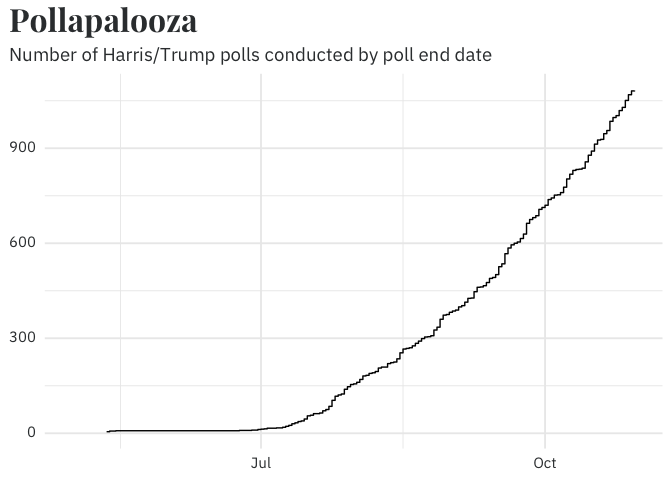 Pollapalooza
Number of Harris/Trump polls conducted by poll end date
900
600
300
0
Jul
Oct